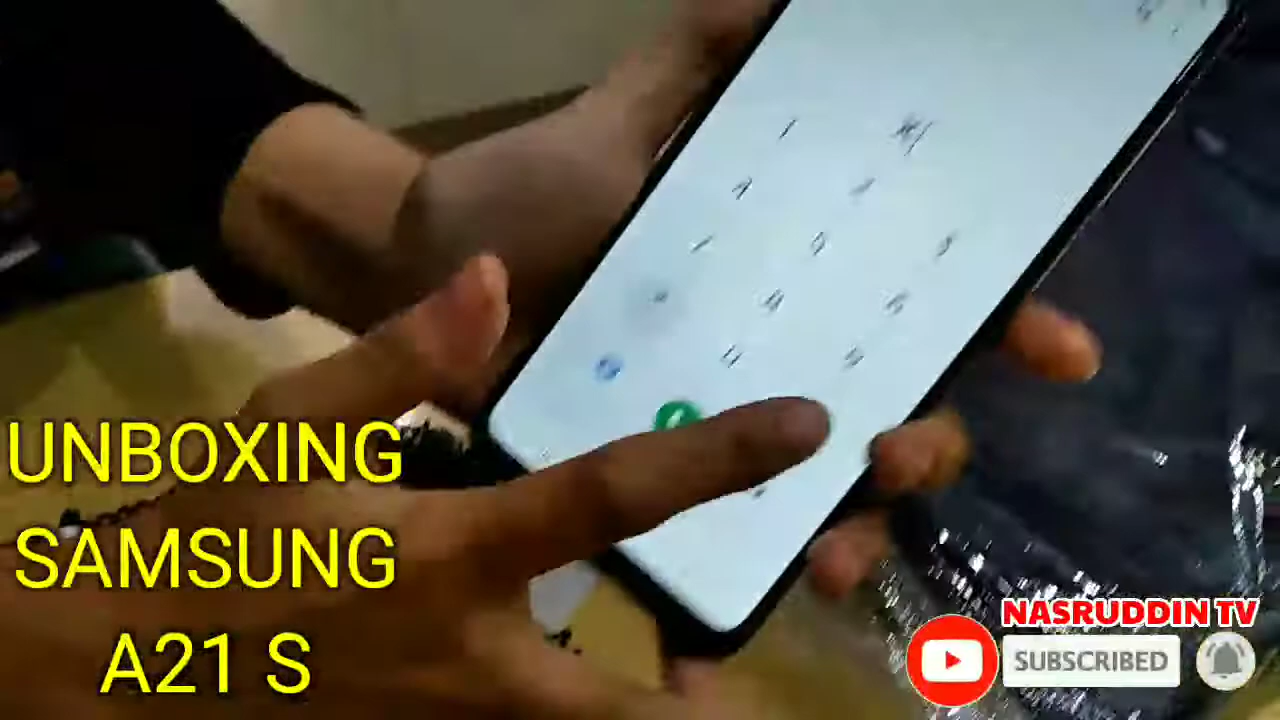 UNBOXING
SAMSUNG
A21 S
NASRUDDIN TV
SUBSCRIBED